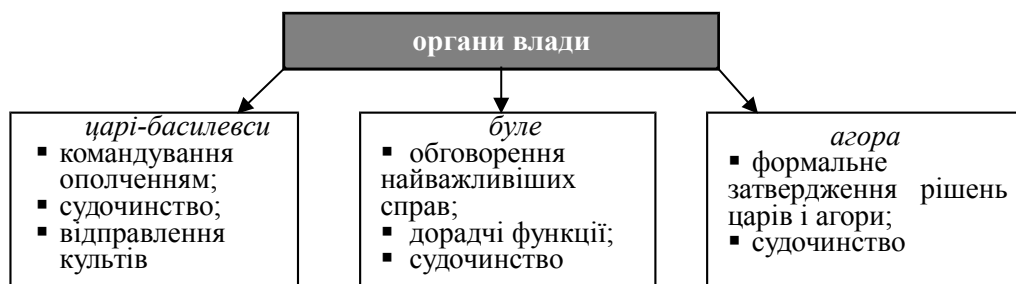 органи влади
царі-басилевси
▪ командування
ополченням;
▪ судочинство;
▪ відправлення
культів
буле
▪ обговорення
найважливіших
справ;
▪ дорадчі функції;
▪ судочинство
агора
▪ формальне
затвердження рішень
царів і агори;
▪ судочинство